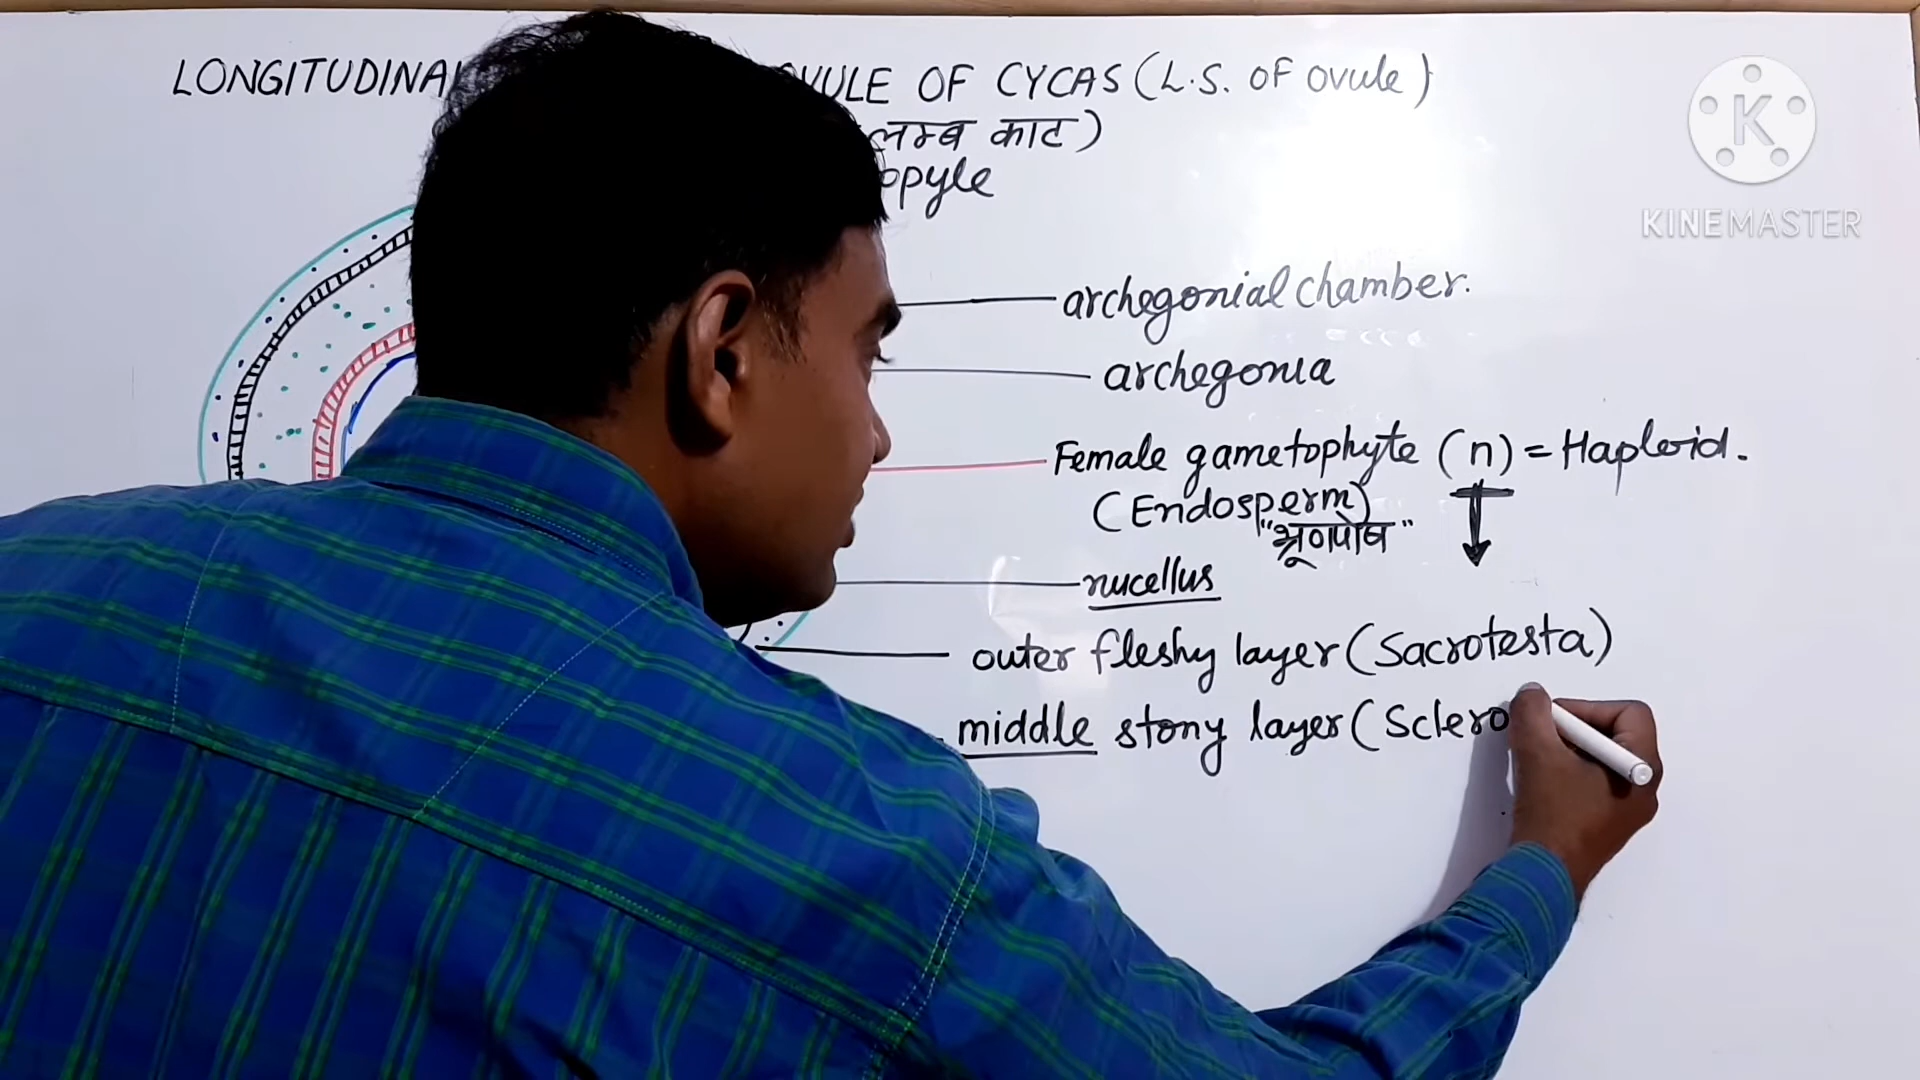 LONGITUDINAL OVULE OF CYCAS (L.S. OF ovule)
लम्ब काट)
opyle
archegonial chamber.
archegonia
Female gametophyte (n) = Haploid.
(Endosperm)
"भ्रूणपोष"
nucellus
outer fleshy layer (Sacrotesta)
middle stony layer (Sclero
K
KINEMASTER